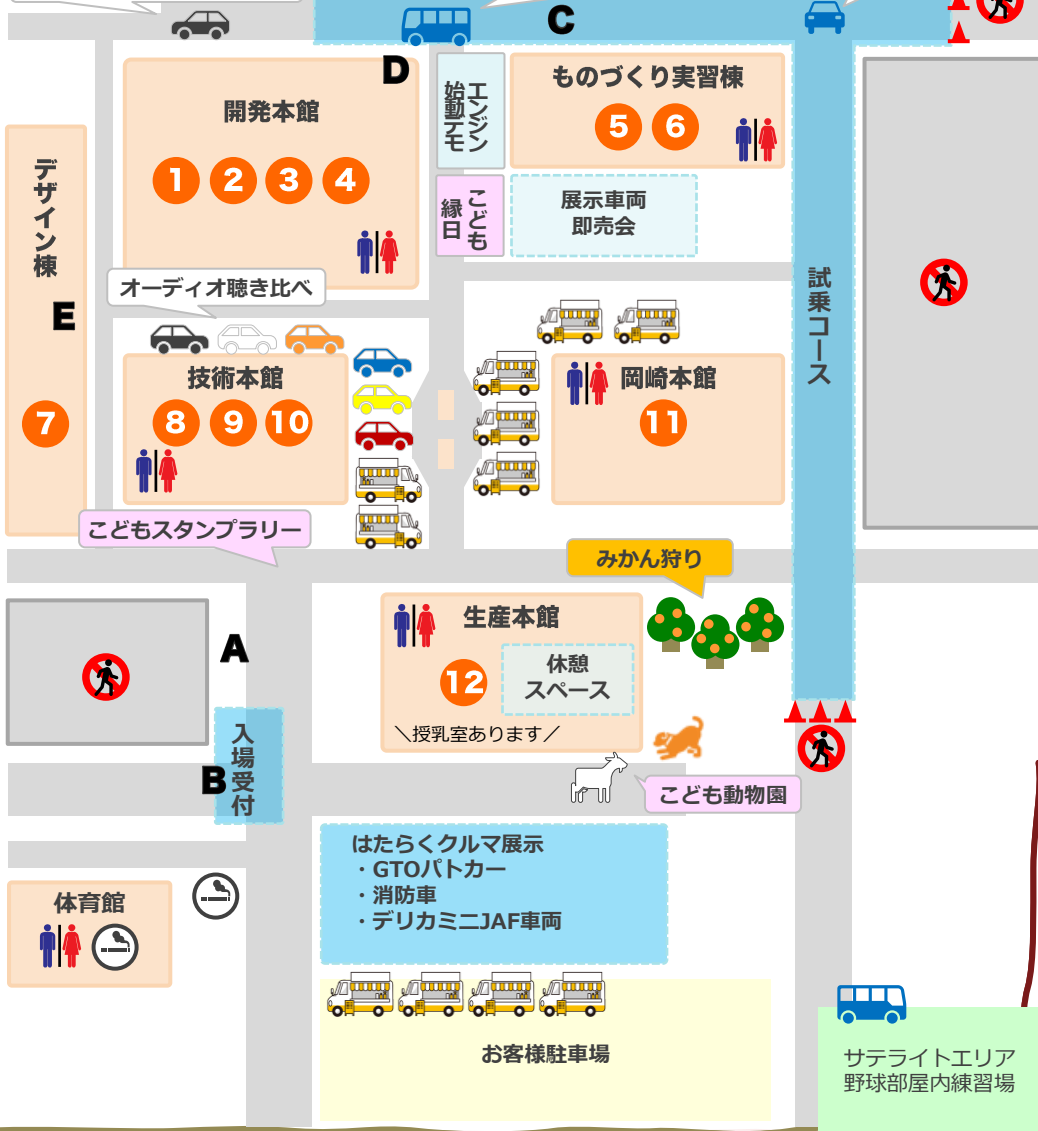 C
D
開発本館
1 2 3 4
エンジン
始動デモ
ものづくり実習棟
5 6
こども
縁日
展示車両
即売会
デザイン棟
E
7
オーディオ聴き比べ
技術本館
8 9 10
岡崎本館
11
試乗コース
こどもスタンプラリー
みかん狩り
A
生産本館
12
休憩
スペース
＼授乳室あります／
入場受付
B
こども動物園
はたらくクルマ展示
・GTOパトカー
・消防車
・デリカミニJAF車両
体育館
お客様駐車場
サテライトエリア
野球部屋内練習場